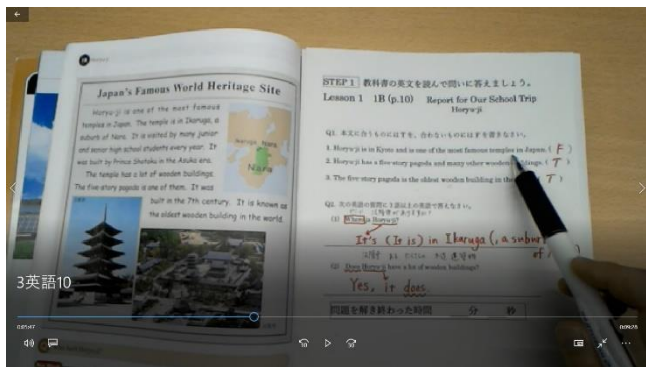 Japan's Famous World Heritage Site
Horyu-ji is one of the most famous
temples in Japan. The temple is in Ikaruga, a
suburb of Nara. It is visited by many junior
and senior high school students every year. It
was built by Prince Shotoku in the Asuka era.
The temple has a lot of wooden buildings.
The five-story pagoda is one of them. It was
built in the 7th century. It is known as
the oldest wooden building in the world.
Nara
STEP 1 教科書の英文を読んで問いに答えましょう。
Lesson 1 1B (p.10) Report for Our School Trip
Horyu-ji
Q1. 本文に合うものにはTを、合わないものにはFを書きなさい。
1. Horyu-ji is in Kyoto and is one of the most famous temples in Japan. ( F )
2. Horyu-ji has a five-story pagoda and many other wooden ( T )
3. The five-story pagoda is the oldest wooden building in the T )
Q2. 次の英語の質問に3語以上の英語で答えなさい。
(1) Where is Horyu-ji?
It's (It is) in Ikaruga (, a
of
(2) Does Horyu-ji have a lot of wooden buildings?
Yes, it does.
問題を解き終わった時間 分 秒
3英語10
0:05:47
0:09:28
10